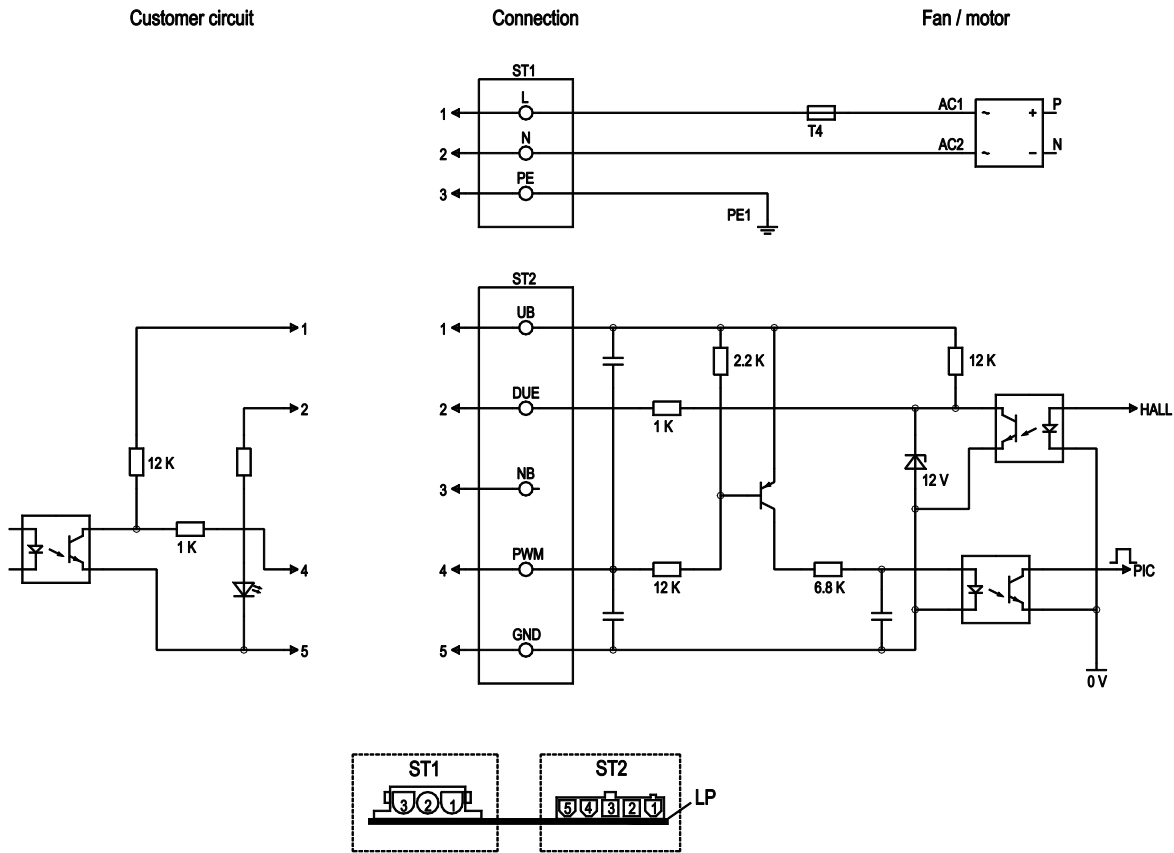 Customer circuit Connection Fan / motor
ST1
L
1 AC1 ~ + P
T4
N
2 AC2 ~ – N
PE
3
PE1
ST2
UB
1 1
2.2 K 12 K
DUE
2 2 HALL
1 K
12 K
NB
3 12 V
1 K
PWM
4 4 PIC
12 K 6.8 K
GND
5 5
0 V
ST1 ST2
LP
3 2 1 5 4 3 2 1